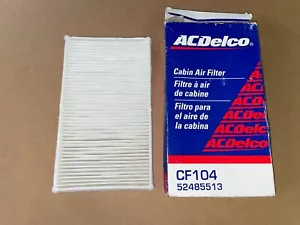 ACDelco
Cabin Air Filter
Filtre à air
de cabine
Filtro para
el aire de
la cabina
ACDelco
ACDelco
CF104
52485513